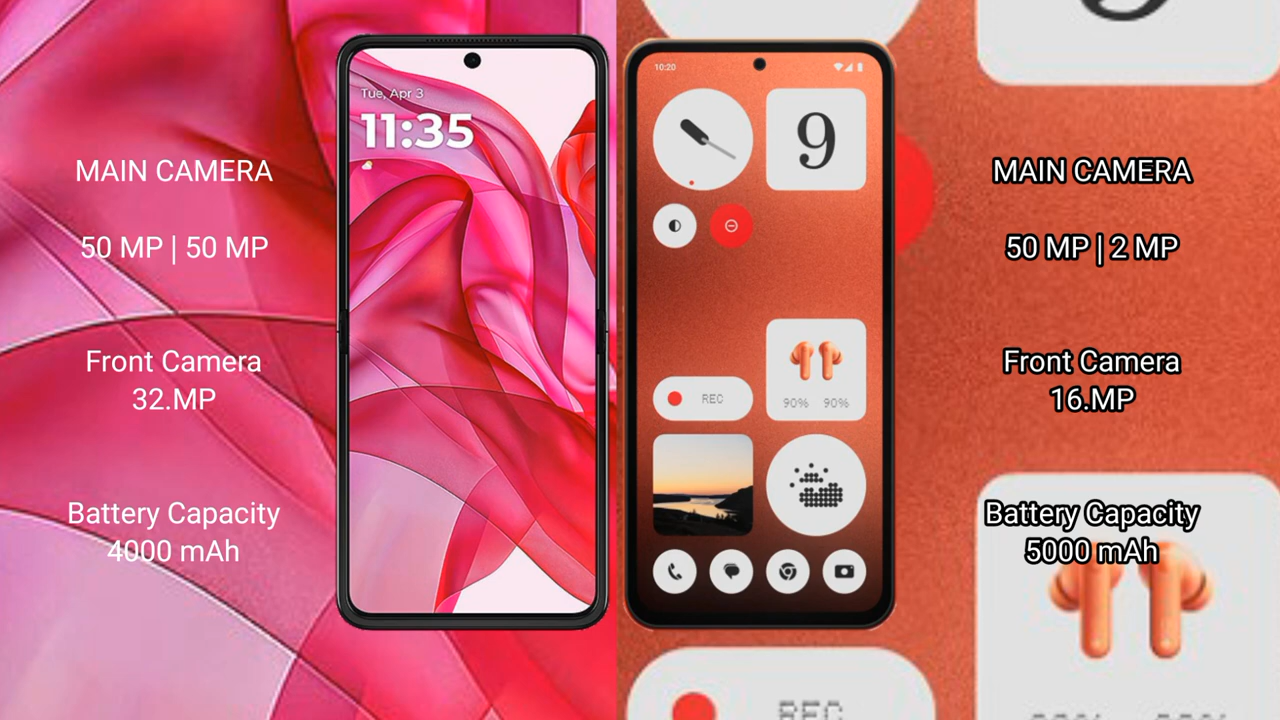 MAIN CAMERA
50 MP | 50 MP
Front Camera
32.MP
Battery Capacity
4000 mAh
Tue, Apr 3
11:35
10:20
9
REC
90% 90%
MAIN CAMERA
50 MP | 2 MP
Front Camera
16.MP
Battery Capacity
5000 mAh
REC